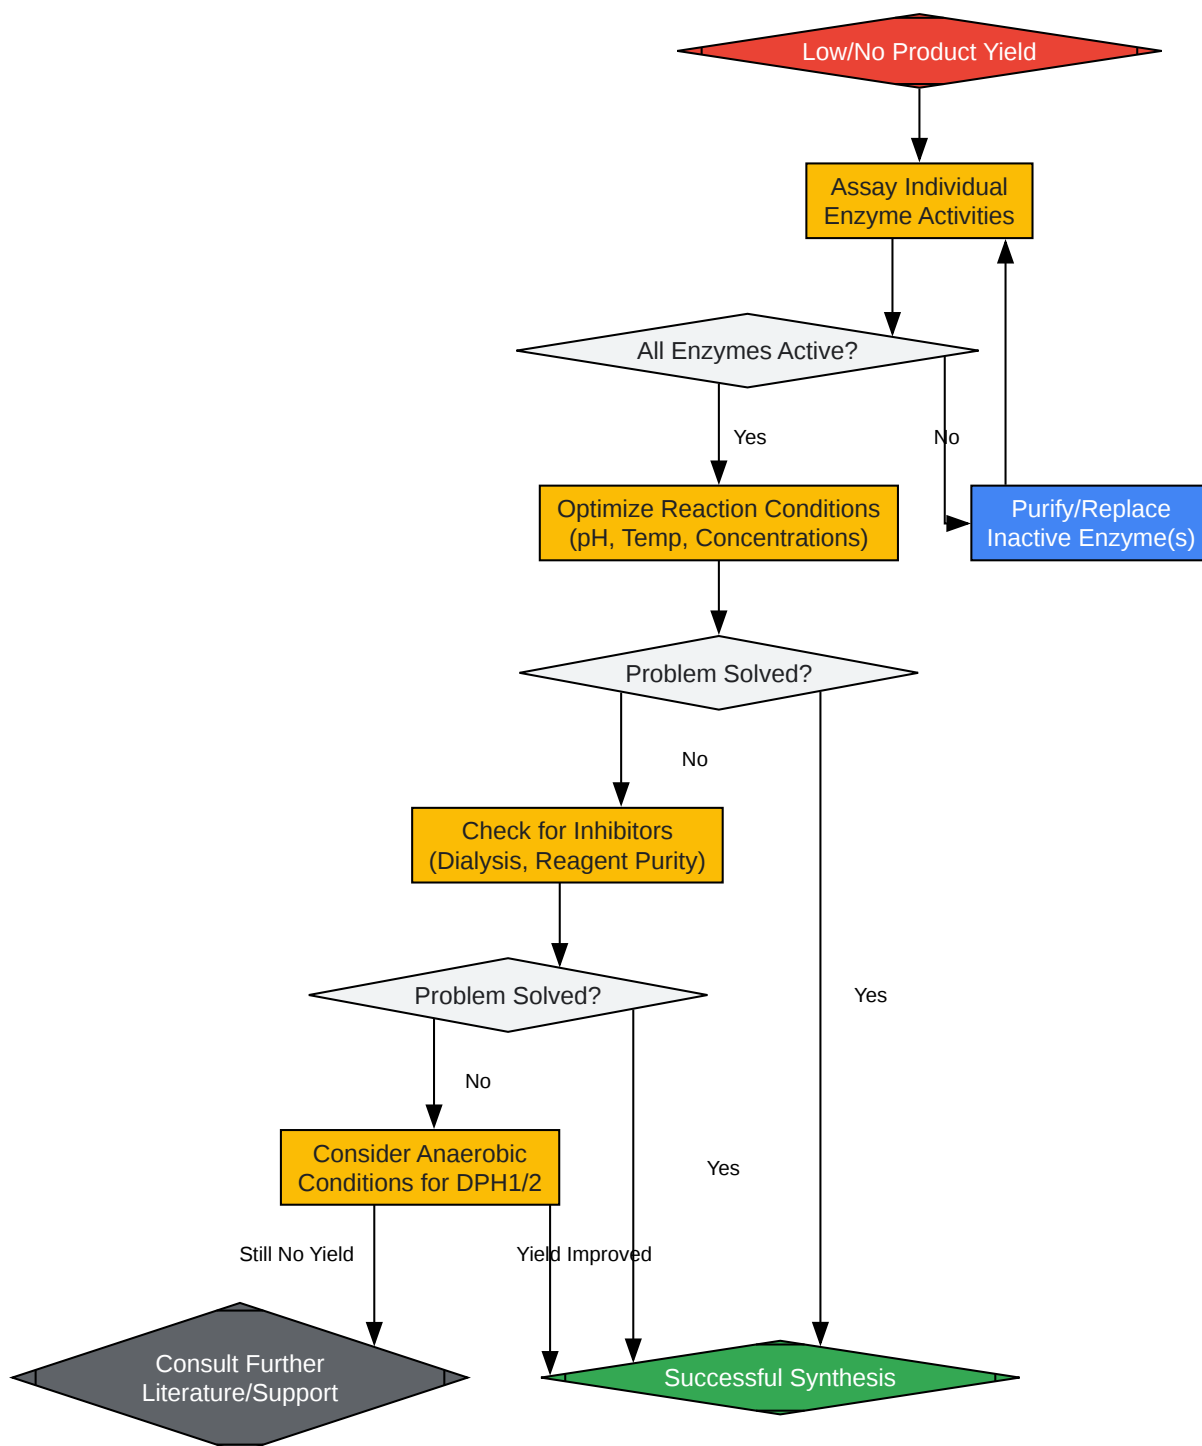 Low/No Product Yield
Assay Individual
Enzyme Activities
All Enzymes Active?
Yes
No
Optimize Reaction Conditions
(pH, Temp, Concentrations)
Purify/Replace
Inactive Enzyme(s)
Problem Solved?
No
Check for Inhibitors
(Dialysis, Reagent Purity)
Problem Solved?
Yes
No
Consider Anaerobic
Conditions for DPH1/2
Yes
Still No Yield
Yield Improved
Consult Further
Literature/Support
Successful Synthesis